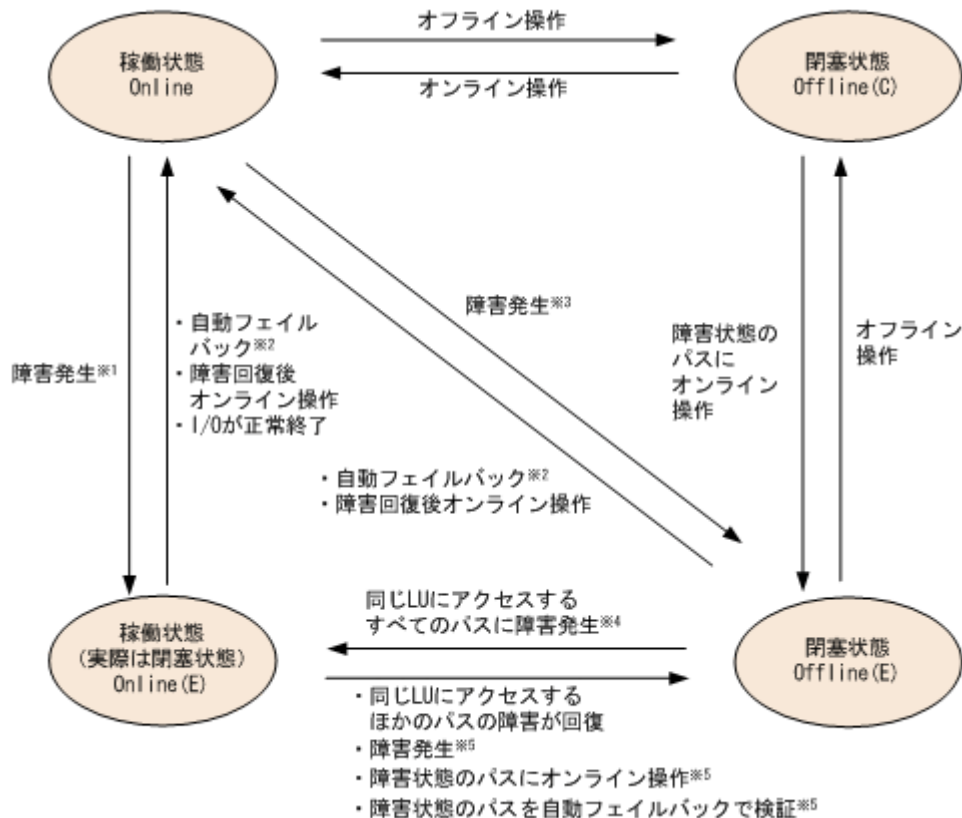 オフライン操作
稼働状態
Online
閉塞状態
Offline(C)
オンライン操作
障害発生※1
・自動フェイル
バック※2
・障害回復後
オンライン操作
・I/Oが正常終了
障害発生※3
障害状態の
パスに
オンライン
操作
オフライン
操作
・自動フェイルバック※2
・障害回復後オンライン操作
同じLUにアクセスする
すべてのパスに障害発生※4
稼働状態
(実際は閉塞状態)
Online(E)
閉塞状態
Offline(E)
・同じLUにアクセスする
ほかのパスの障害が回復
・障害発生※5
・障害状態のパスにオンライン操作※5
・障害状態のパスを自動フェイルバックで検証※5